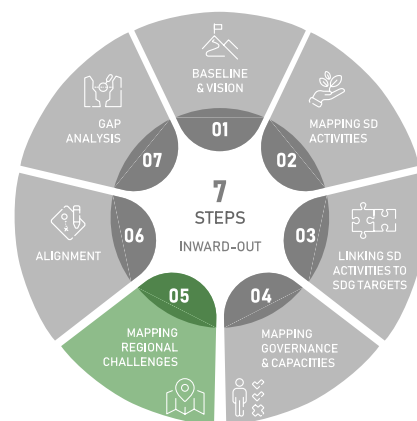 BASELINE
& VISION
01
MAPPING SD
ACTIVITIES
02
LINKING SD
ACTIVITIES TO
SDG TARGETS
03
MAPPING
GOVERNANCE
& CAPACITIES
04
MAPPING
REGIONAL
CHALLENGES
05
ALIGNMENT
06
GAP
ANALYSIS
07
7
STEPS
INWARD-OUT